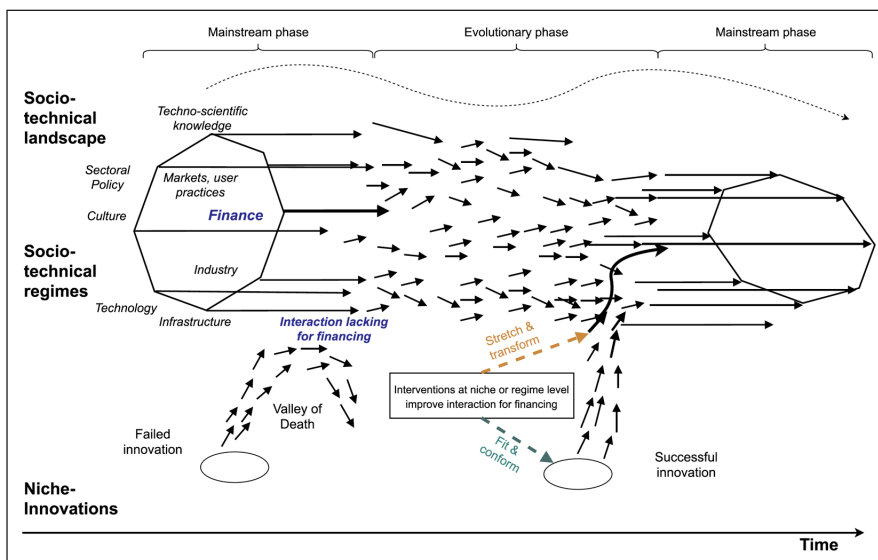 Mainstream phase
Evolutionary phase
Mainstream phase
Socio-
technical
landscape
Techno-scientific
knowledge
Sectoral
Policy
Markets, user
practices
Culture
Finance
Socio-
technical
regimes
Industry
Technology
Infrastructure
Interaction lacking
for financing
Stretch &
transform
Interventions at niche or regime level
improve interaction for financing
Valley of
Death
Failed
innovation
Fit &
conform
Successful
innovation
Niche-
Innovations
Time